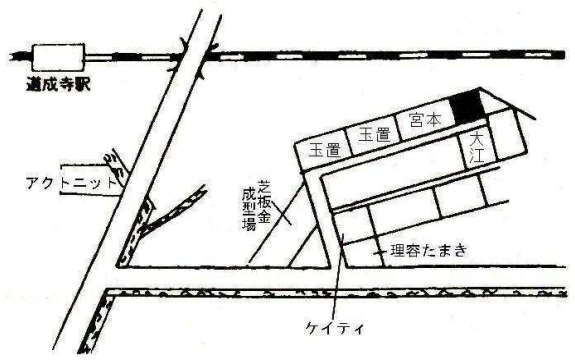 道成寺駅
アクトニット
玉置
玉置
宮本
大江
芝板金
成型場
理容たまき
ケイティ